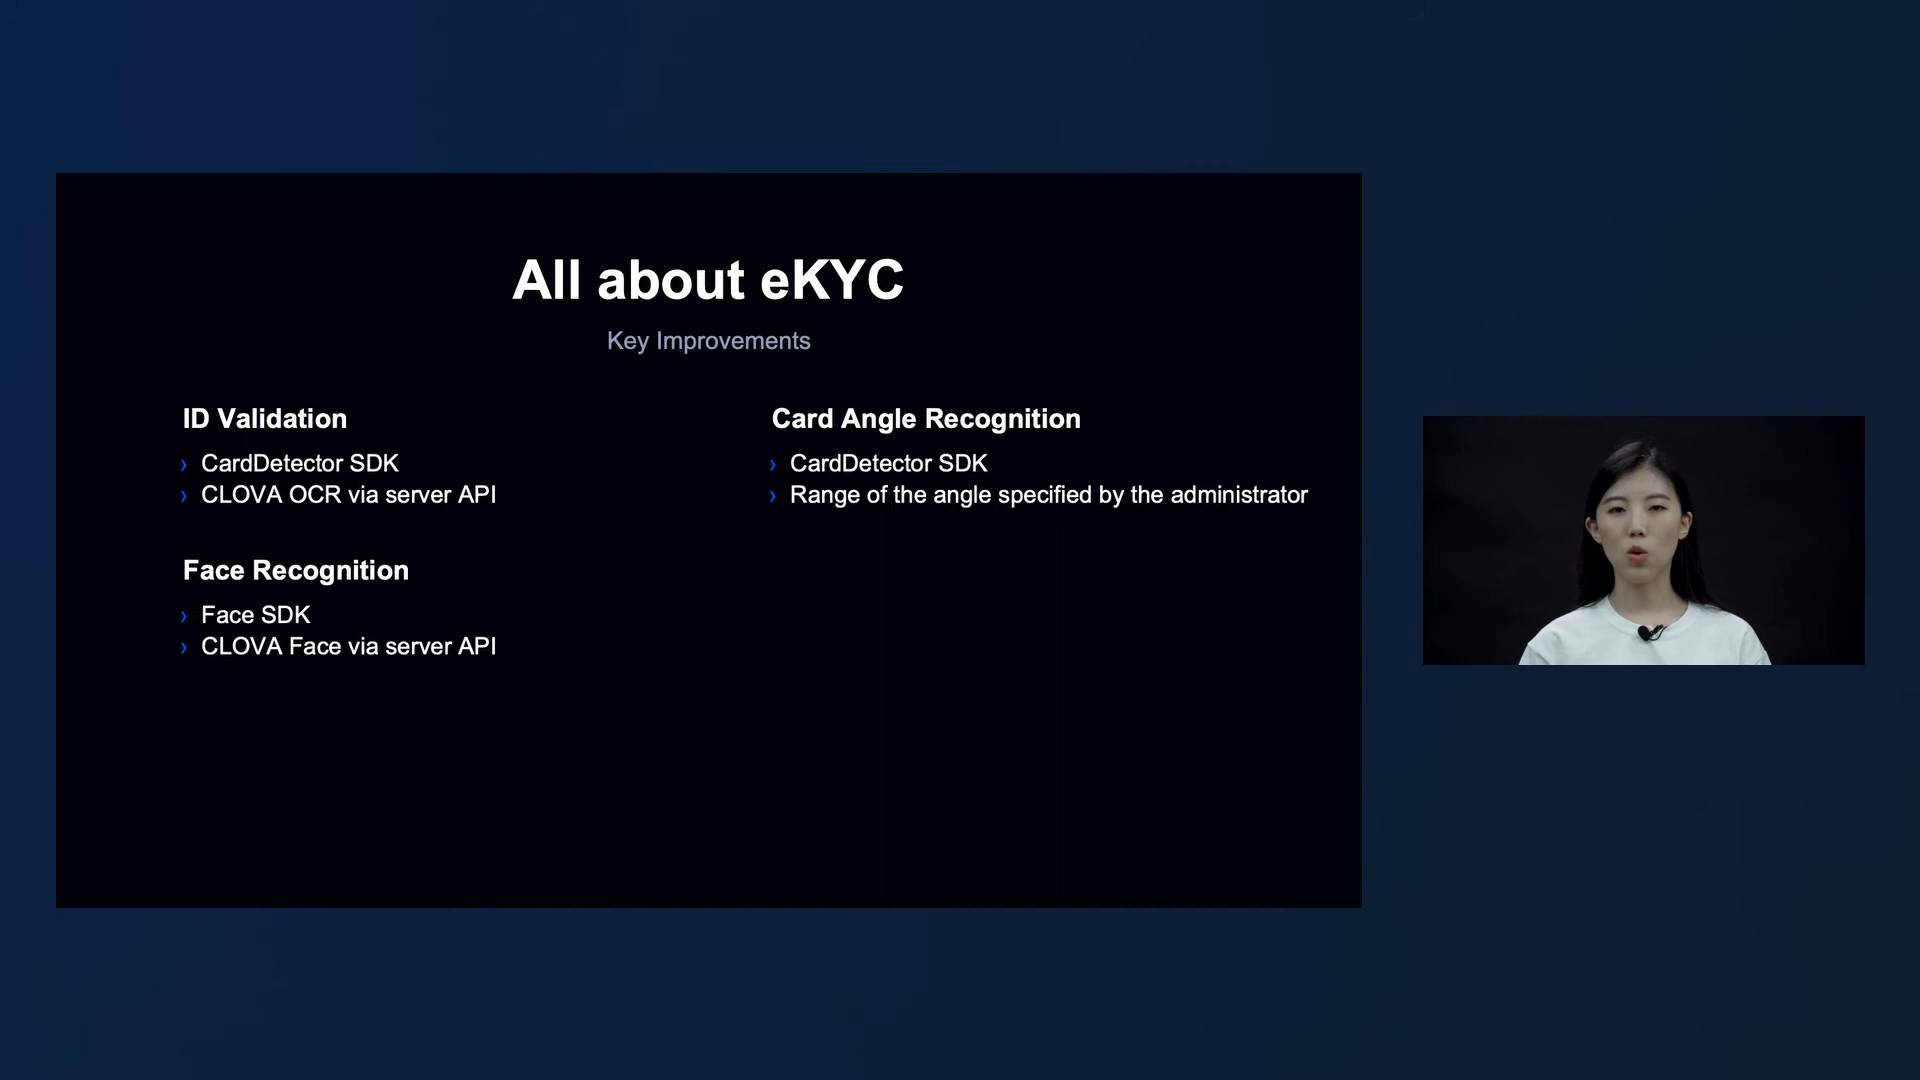 All about eKYC
Key Improvements
ID Validation
› CardDetector SDK
› CLOVA OCR via server API
Face Recognition
› Face SDK
› CLOVA Face via server API
Card Angle Recognition
› CardDetector SDK
› Range of the angle specified by the administrator